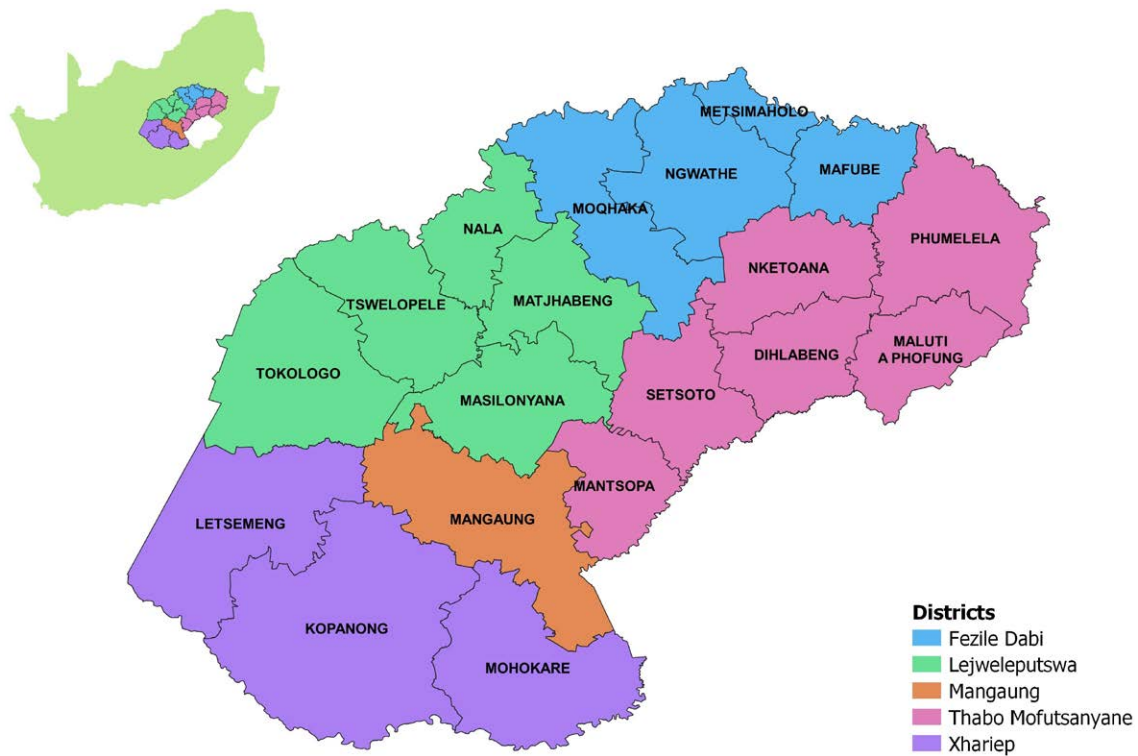 METSIMAHOLO
NGWATHE
MAFUBE
MOQHAKA
NALA
PHUMELELA
NKETOANA
TSWELOPELE
MATJHABENG
DIHLABENG
MALUTI
A PHOFUNG
TOKOLOGO
MASILONYANA
SETSOTO
MANTSOPA
LETSEMENG
MANGAUNG
KOPANONG
MOHOKARE
Districts
Fezile Dabi
Lejweleputswa
Mangaung
Thabo Mofutsanyane
Xhariep